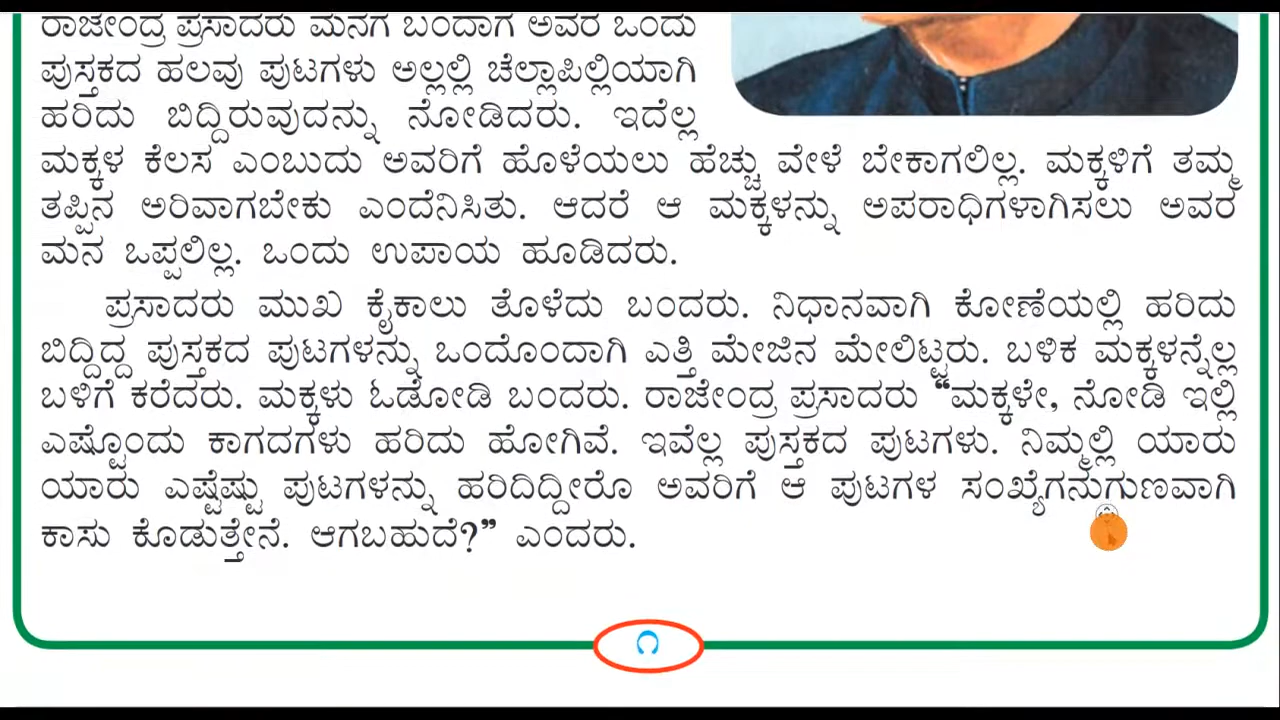 ರಾಜೇಂದ್ರ ಪ್ರಸಾದರು ಮನೆಗೆ ಬಂದಾಗ ಅವರ ಒಂದು
ಪುಸ್ತಕದ ಹಲವು ಪುಟಗಳು ಅಲ್ಲಲ್ಲಿ ಚೆಲ್ಲಾಪಿಲ್ಲಿಯಾಗಿ
ಹರಿದು ಬಿದ್ದಿರುವುದನ್ನು ನೋಡಿದರು. ಇದೆಲ್ಲ
ಮಕ್ಕಳ ಕೆಲಸ ಎಂಬುದು ಅವರಿಗೆ ಹೊಳೆಯಲು ಹೆಚ್ಚು ವೇಳೆ ಬೇಕಾಗಲಿಲ್ಲ. ಮಕ್ಕಳಿಗೆ ತಮ್ಮ
ತಪ್ಪಿನ ಅರಿವಾಗಬೇಕು ಎಂದೆನಿಸಿತು. ಆದರೆ ಆ ಮಕ್ಕಳನ್ನು ಅಪರಾಧಿಗಳಾಗಿಸಲು ಅವರ
ಮನ ಒಪ್ಪಲಿಲ್ಲ. ಒಂದು ಉಪಾಯ ಹೂಡಿದರು.
ಪ್ರಸಾದರು ಮುಖ ಕೈಕಾಲು ತೊಳೆದು ಬಂದರು. ನಿಧಾನವಾಗಿ ಕೋಣೆಯಲ್ಲಿ ಹರಿದು
ಬಿದ್ದಿದ್ದ ಪುಸ್ತಕದ ಪುಟಗಳನ್ನು ಒಂದೊಂದಾಗಿ ಎತ್ತಿ ಮೇಜಿನ ಮೇಲಿಟ್ಟರು. ಬಳಿಕ ಮಕ್ಕಳನ್ನೆಲ್ಲ
ಬಳಿಗೆ ಕರೆದರು. ಮಕ್ಕಳು ಓಡೋಡಿ ಬಂದರು. ರಾಜೇಂದ್ರ ಪ್ರಸಾದರು “ಮಕ್ಕಳೇ, ನೋಡಿ ಇಲ್ಲಿ
ಎಷ್ಟೊಂದು ಕಾಗದಗಳು ಹರಿದು ಹೋಗಿವೆ. ಇವೆಲ್ಲ ಪುಸ್ತಕದ ಪುಟಗಳು. ನಿಮ್ಮಲ್ಲಿ ಯಾರು
ಯಾರು ಎಷ್ಟೆಷ್ಟು ಪುಟಗಳನ್ನು ಹರಿದಿದ್ದೀರೊ ಅವರಿಗೆ ಆ ಪುಟಗಳ ಸಂಖ್ಯೆಗನುಗುಣವಾಗಿ
ಕಾಸು ಕೊಡುತ್ತೇನೆ. ಆಗಬಹುದೆ?” ಎಂದರು.
೧